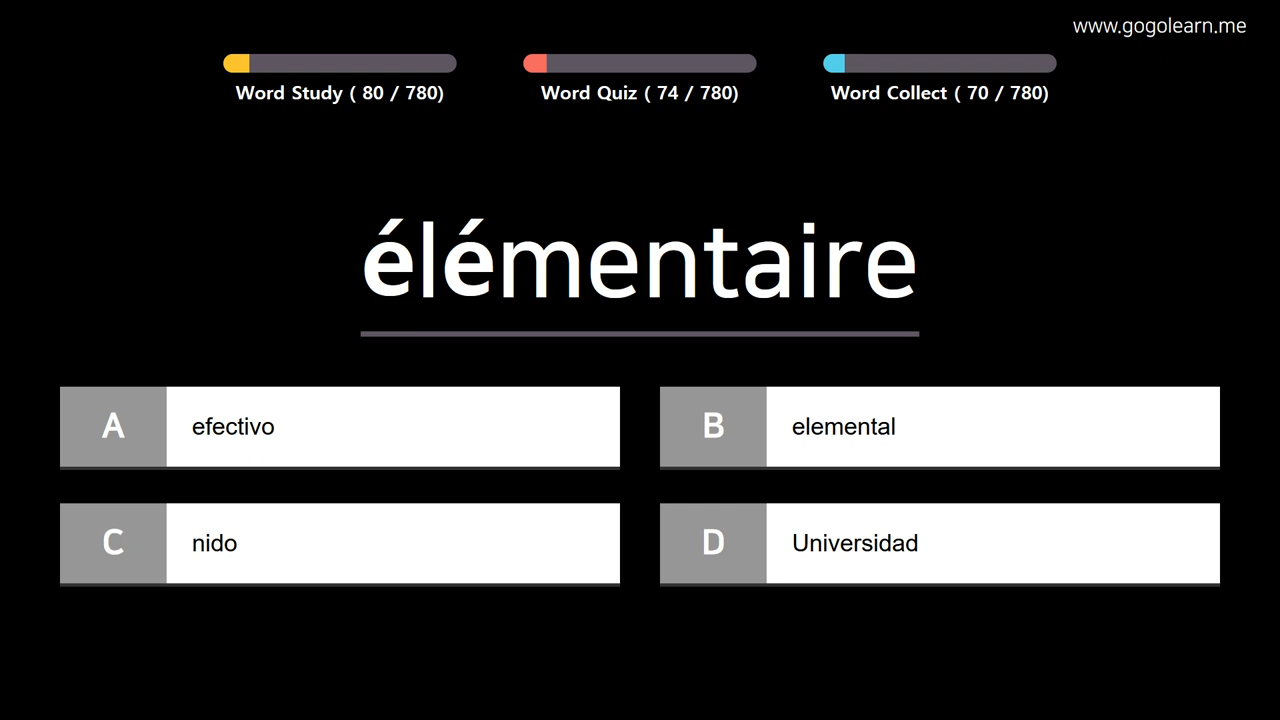 www.gogolearn.me
Word Study ( 80 / 780)
Word Quiz ( 74 / 780)
Word Collect ( 70 / 780)
élémentaire
A efectivo
B elemental
C nido
D Universidad